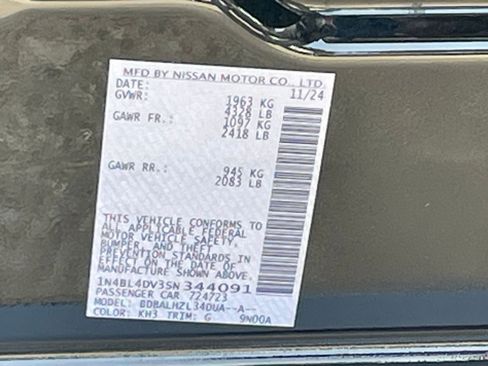 MFD BY NISSAN MOTOR CO., LTD.
DATE: 11/24
GVWR: 1963 KG
4328 LB
GAWR FR.: 1097 KG
2418 LB
GAWR RR.: 945 KG
2083 LB
THIS VEHICLE CONFORMS TO
ALL APPLICABLE FEDERAL
MOTOR VEHICLE SAFETY,
BUMPER, AND THEFT
PREVENTION STANDARDS IN
EFFECT ON THE DATE OF
MANUFACTURE SHOWN ABOVE.
1N4BL4DV3SN344091
PASSENGER CAR 724723
MODEL: BDBALHZL34DUA--A--
COLOR: KH3 TRIM: G 9N00A